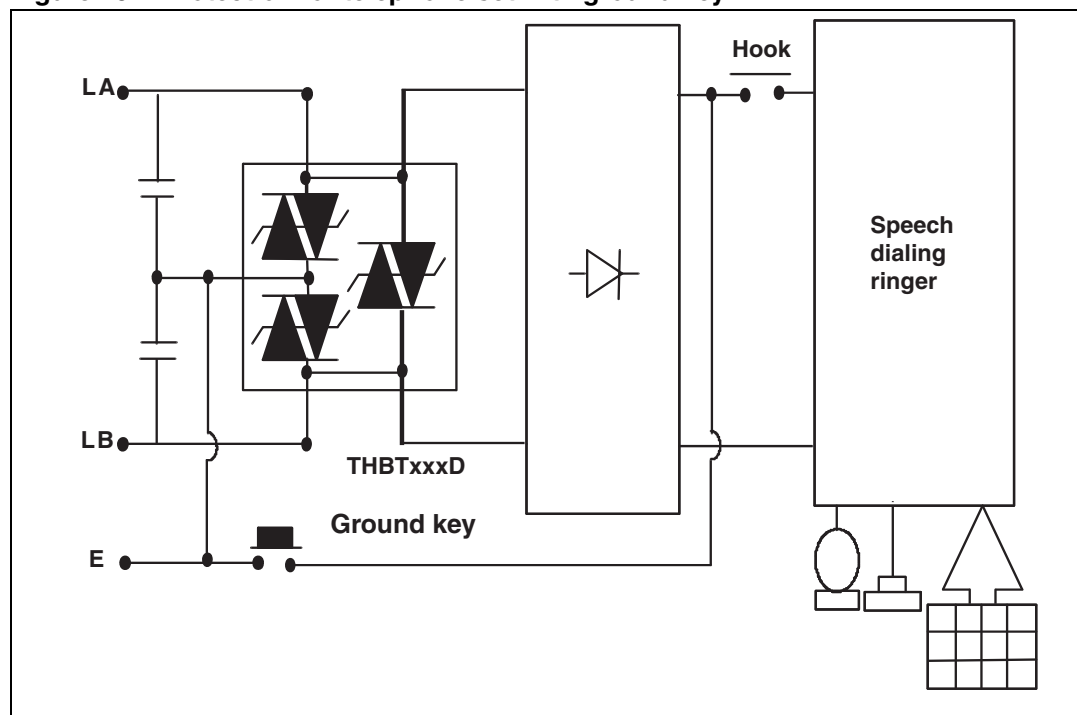 LA
Hook
Speech
dialing
ringer
LB
THBTxxxD
Ground key
E